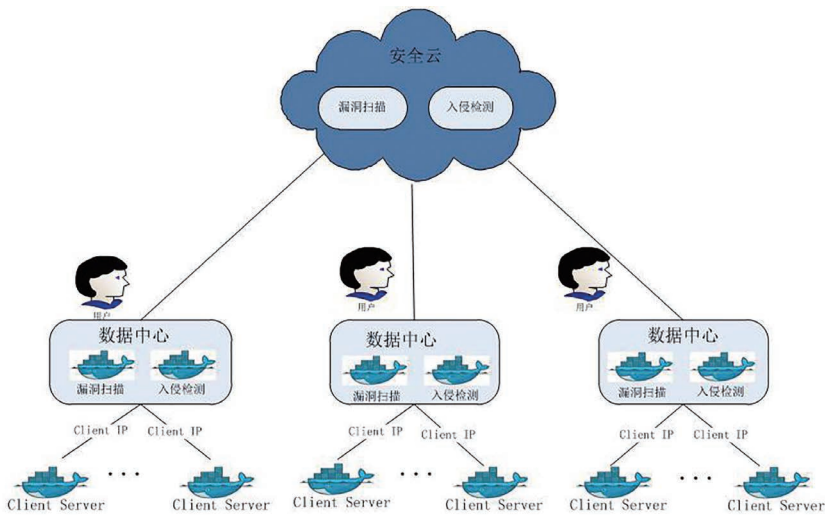 安全云
漏洞扫描 入侵检测
用户 用户 用户
数据中心 数据中心 数据中心
漏洞扫描 入侵检测 漏洞扫描 入侵检测 漏洞扫描 入侵检测
Client IP Client IP Client IP Client IP Client IP Client IP
... ... ...
Client Server Client Server Client Server Client Server Client Server Client Server